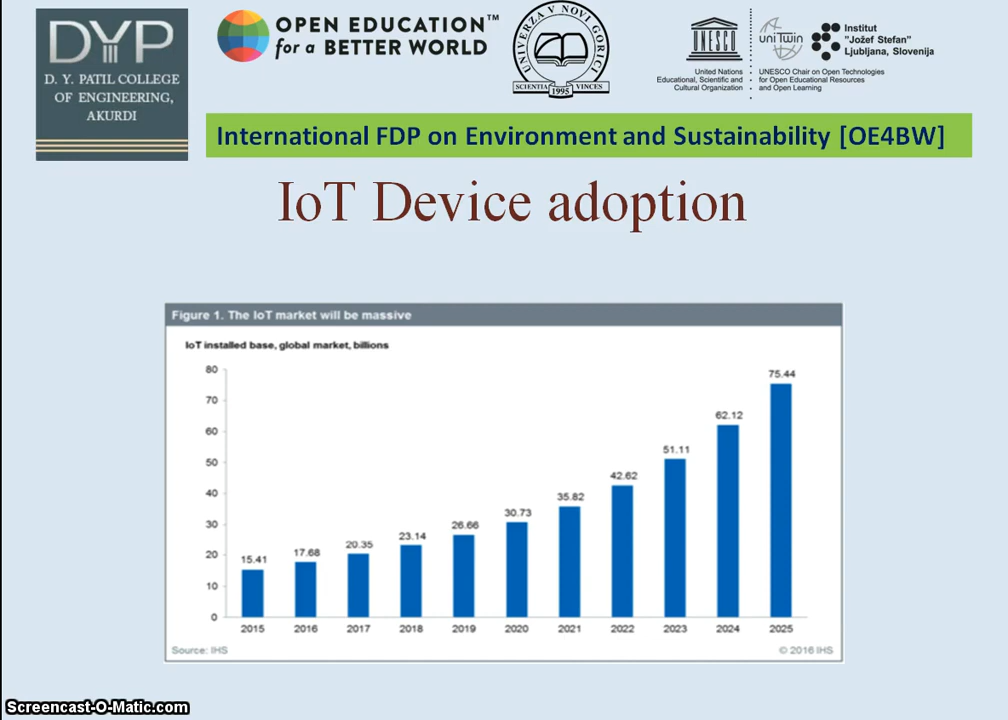 DYP
D. Y. PATIL COLLEGE
OF ENGINEERING,
AKURDI
OPEN EDUCATION™
for a BETTER WORLD
UNIVERZA V NOVI GORICI
SCIENTIA VINCES
1995
UNESCO
United Nations
Educational, Scientific and
Cultural Organization
uniTwin
UNESCO Chair on Open Technologies
for Open Educational Resources
and Open Learning
Institut
"Jožef Stefan"
Ljubljana, Slovenija
International FDP on Environment and Sustainability [OE4BW]
IoT Device adoption
Figure 1. The IoT market will be massive
IoT installed base, global market, billions
80
70
60
50
40
30
20
10
0
15.41
17.68
20.35
23.14
26.66
30.73
35.82
42.62
51.11
62.12
75.44
2015 2016 2017 2018 2019 2020 2021 2022 2023 2024 2025
Source: IHS
© 2016 IHS
Screencast-O-Matic.com